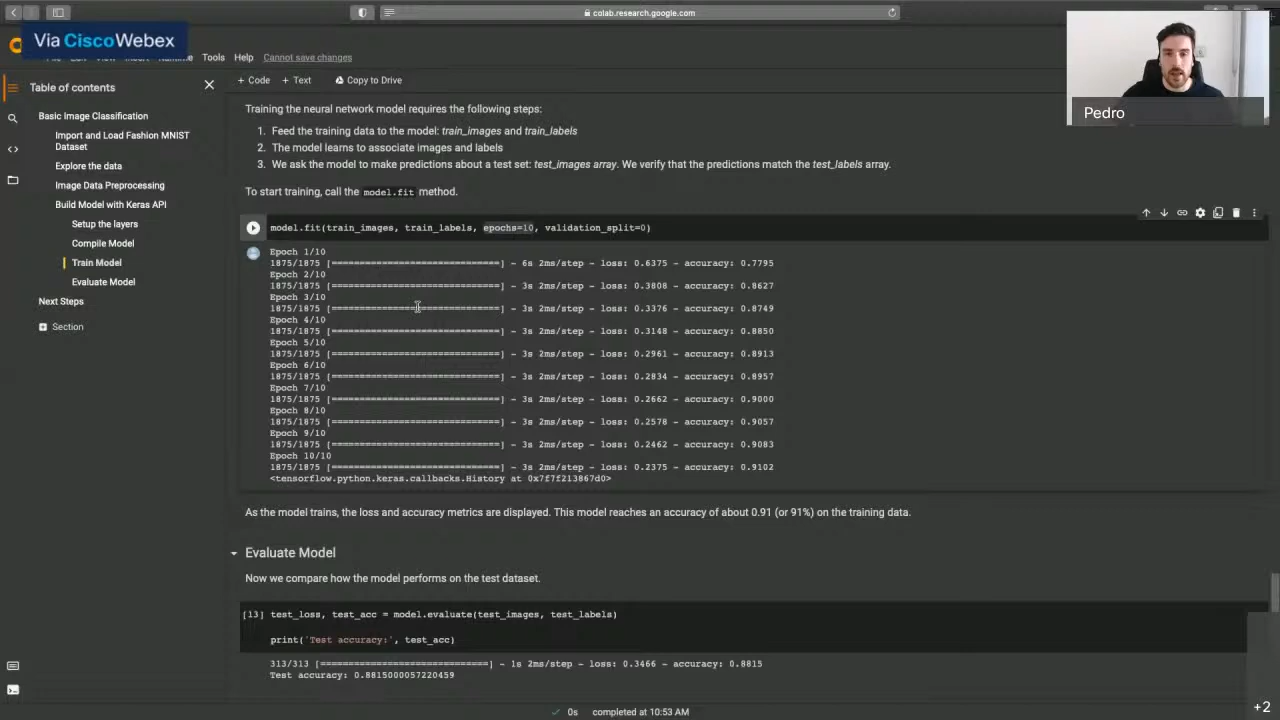 colab.research.google.com
Via CiscoWebex
Tools Help Cannot save changes
Table of contents
+ Code + Text Copy to Drive
Pedro
Basic Image Classification
Import and Load Fashion MNIST
Dataset
Explore the data
Image Data Preprocessing
Build Model with Keras API
Setup the layers
Compile Model
Train Model
Evaluate Model
Next Steps
Section
Training the neural network model requires the following steps:
1. Feed the training data to the model: train_images and train_labels
2. The model learns to associate images and labels
3. We ask the model to make predictions about a test set: test_images array. We verify that the predictions match the test_labels array.
To start training, call the model.fit method.
model.fit(train_images, train_labels, epochs=10, validation_split=0)
Epoch 1/10
1875/1875 [==============================] - 6s 2ms/step - loss: 0.6375 - accuracy: 0.7795
Epoch 2/10
1875/1875 [==============================] - 3s 2ms/step - loss: 0.3808 - accuracy: 0.8627
Epoch 3/10
1875/1875 [==============================] - 3s 2ms/step - loss: 0.3376 - accuracy: 0.8749
Epoch 4/10
1875/1875 [==============================] - 3s 2ms/step - loss: 0.3148 - accuracy: 0.8850
Epoch 5/10
1875/1875 [==============================] - 3s 2ms/step - loss: 0.2961 - accuracy: 0.8913
Epoch 6/10
1875/1875 [==============================] - 3s 2ms/step - loss: 0.2834 - accuracy: 0.8957
Epoch 7/10
1875/1875 [==============================] - 3s 2ms/step - loss: 0.2662 - accuracy: 0.9000
Epoch 8/10
1875/1875 [==============================] - 3s 2ms/step - loss: 0.2578 - accuracy: 0.9057
Epoch 9/10
1875/1875 [==============================] - 3s 2ms/step - loss: 0.2462 - accuracy: 0.9083
Epoch 10/10
1875/1875 [==============================] - 3s 2ms/step - loss: 0.2375 - accuracy: 0.9102
<tensorflow.python.keras.callbacks.History at 0x7f7f213867d0>
As the model trains, the loss and accuracy metrics are displayed. This model reaches an accuracy of about 0.91 (or 91%) on the training data.
Evaluate Model
Now we compare how the model performs on the test dataset.
[13] test_loss, test_acc = model.evaluate(test_images, test_labels)
print('Test accuracy:', test_acc)
313/313 [==============================] - 1s 2ms/step - loss: 0.3466 - accuracy: 0.8815
Test accuracy: 0.8815000057220459
0s completed at 10:53 AM
+2